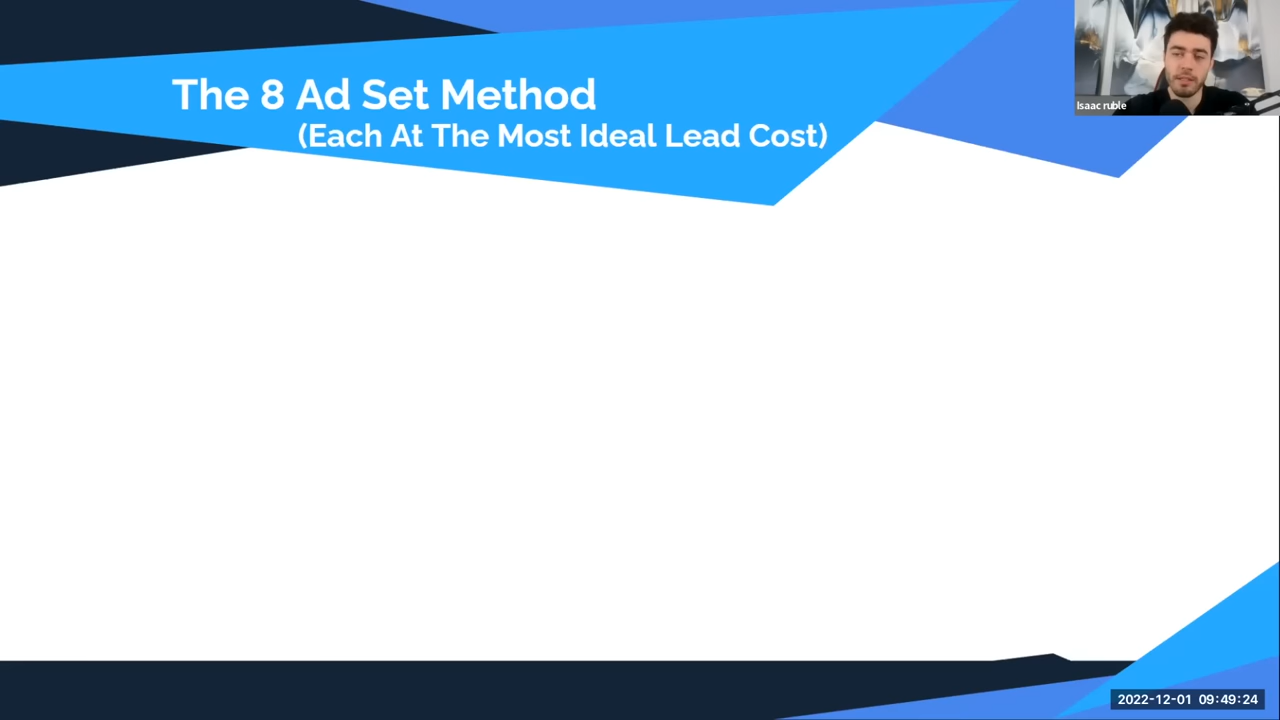 The 8 Ad Set Method
(Each At The Most Ideal Lead Cost)
Isaac ruble
2022-12-01 09:49:24